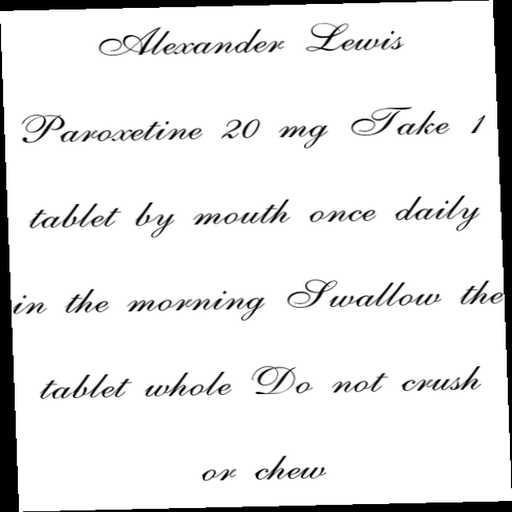 Alexander Lewis
Paroxetine 20 mg Take 1
tablet by mouth once daily
in the morning Swallow the
tablet whole Do not crush
or chew